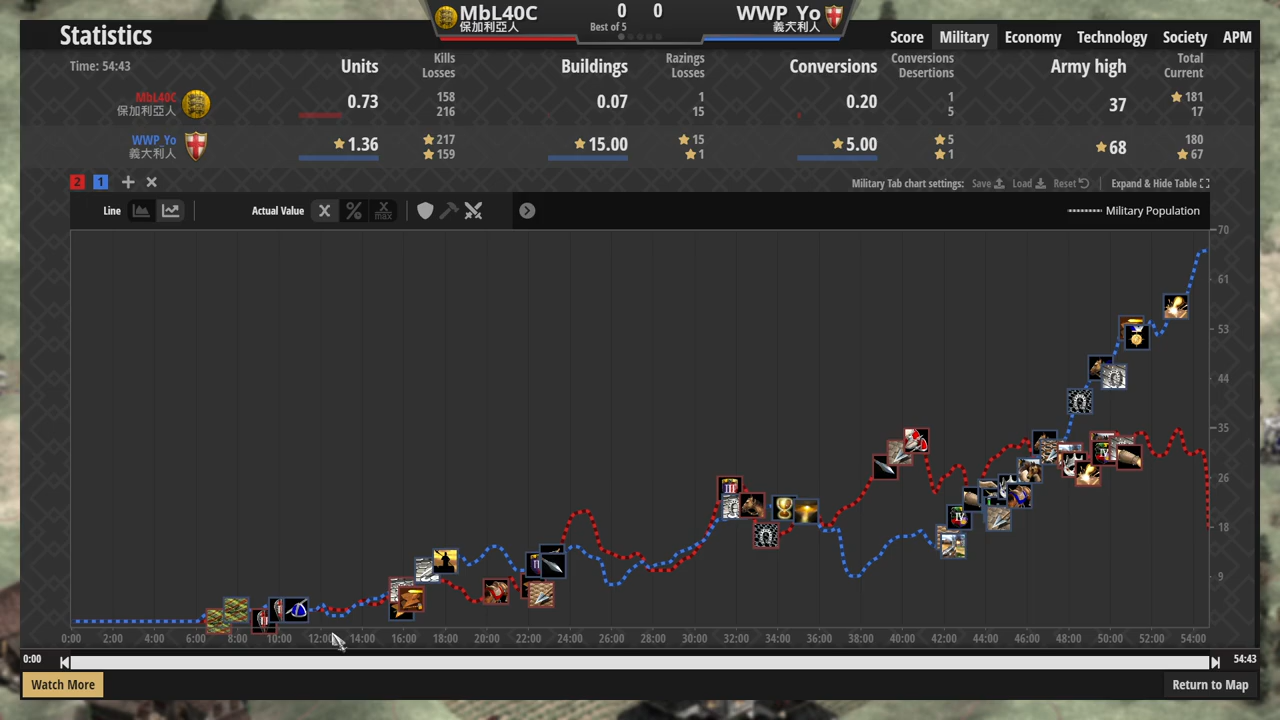 MbL40C 0 0 WWP_Yo
保加利亞人 Best of 5 義大利人
Statistics
Score Military Economy Technology Society APM
Time: 54:43
Units Kills Losses Buildings Razings Losses Conversions Conversions Desertions Army high Total Current
MbL40C 0.73 158 0.07 1 0.20 1 37 181
保加利亞人 216 15 5 17
WWP_Yo 1.36 217 15.00 15 5.00 5 68 180
義大利人 159 1 1 67
2 1
Military Tab chart settings: Save Load Reset Expand & Hide Table
Line Actual Value X % X/max Military Population
70
61
53
44
35
26
18
9
0:00 2:00 4:00 6:00 8:00 10:00 12:00 14:00 16:00 18:00 20:00 22:00 24:00 26:00 28:00 30:00 32:00 34:00 36:00 38:00 40:00 42:00 44:00 46:00 48:00 50:00 52:00 54:00
0:00 54:43
Watch More Return to Map